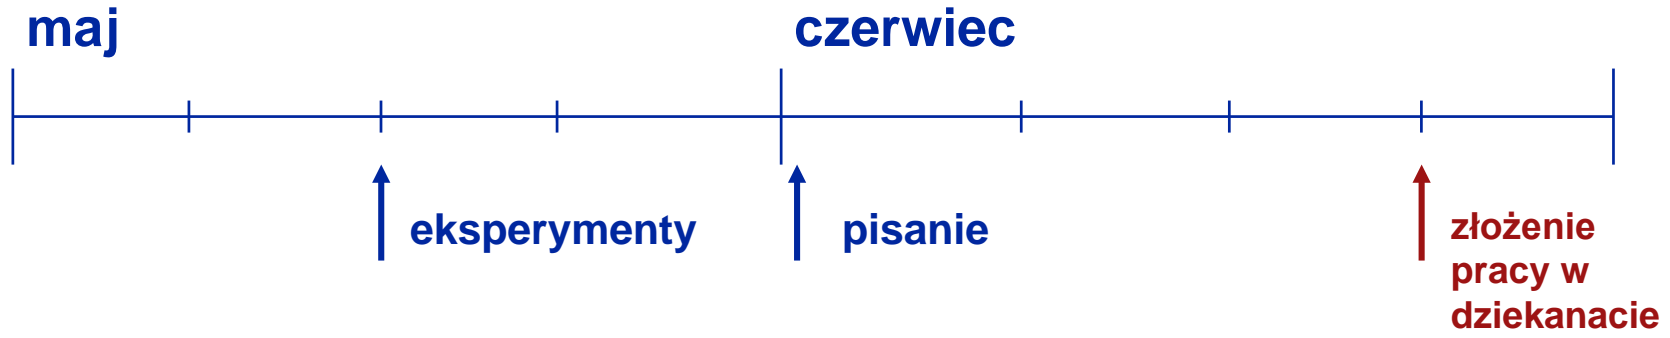 maj
czerwiec
eksperymenty
pisanie
złożenie
pracy w
dziekanacie